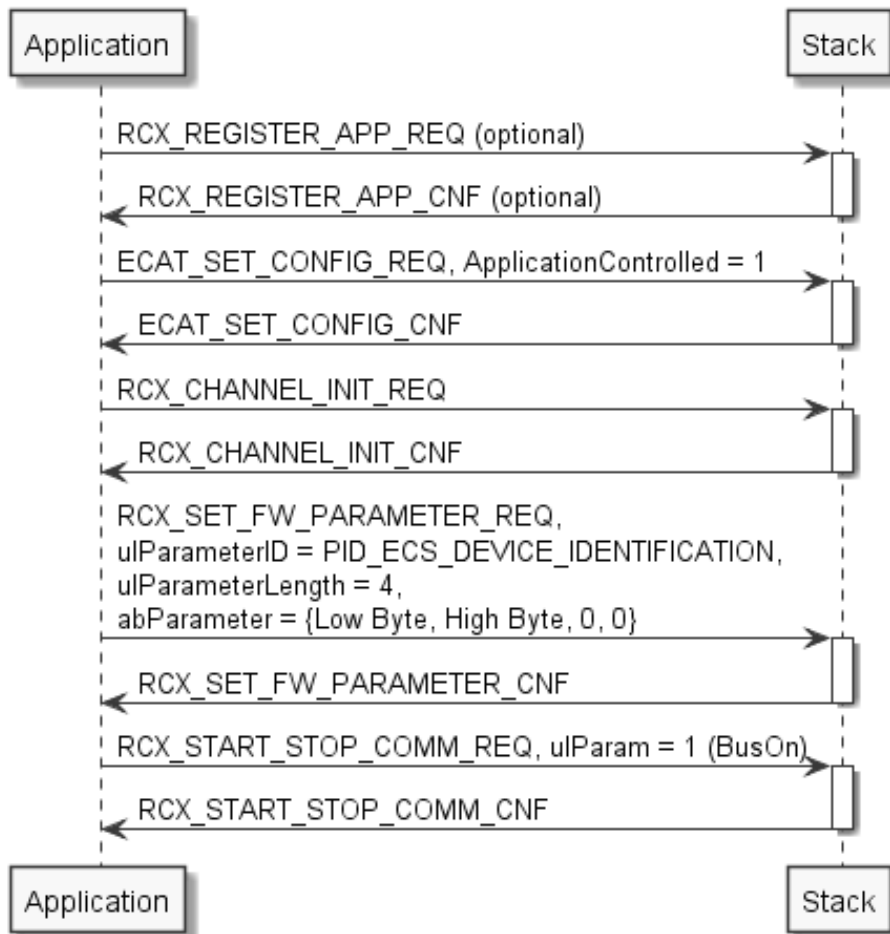 Application Stack
RCX_REGISTER_APP_REQ (optional)
RCX_REGISTER_APP_CNF (optional)
ECAT_SET_CONFIG_REQ, ApplicationControlled = 1
ECAT_SET_CONFIG_CNF
RCX_CHANNEL_INIT_REQ
RCX_CHANNEL_INIT_CNF
RCX_SET_FW_PARAMETER_REQ,
ulParameterID = PID_ECS_DEVICE_IDENTIFICATION,
ulParameterLength = 4,
abParameter = {Low Byte, High Byte, 0, 0}
RCX_SET_FW_PARAMETER_CNF
RCX_START_STOP_COMM_REQ, ulParam = 1 (BusOn)
RCX_START_STOP_COMM_CNF
Application Stack